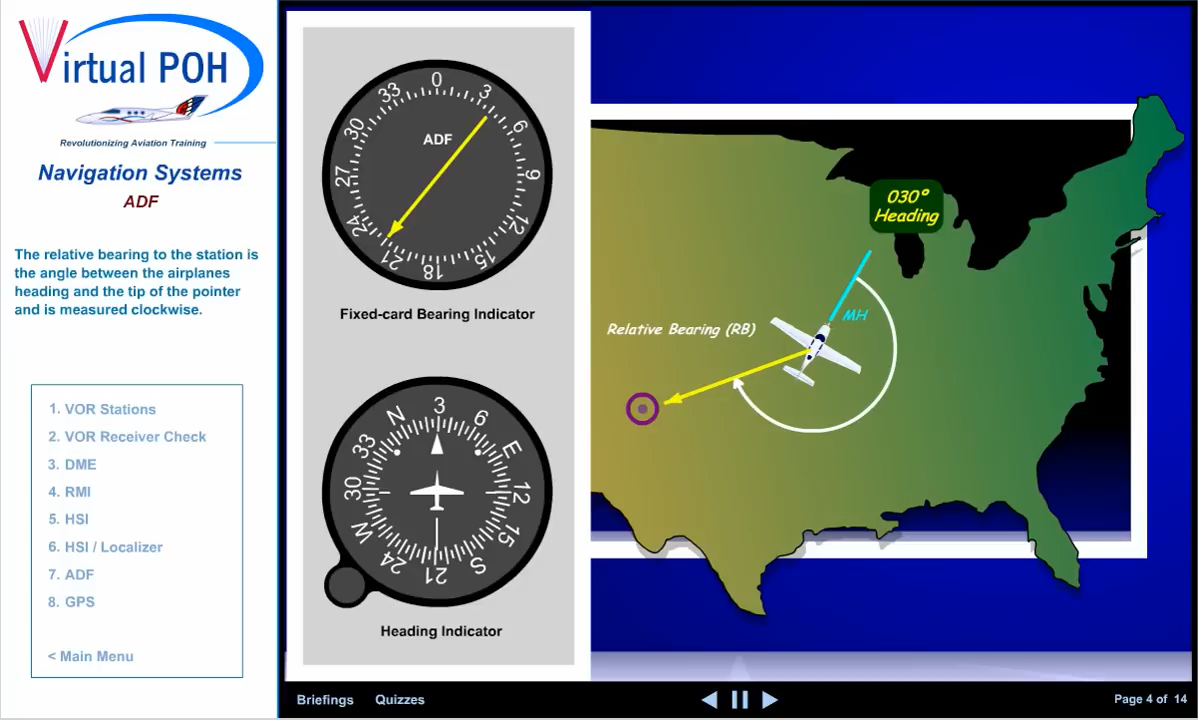 Virtual POH
Revolutionizing Aviation Training
Navigation Systems
ADF
The relative bearing to the station is
the angle between the airplanes
heading and the tip of the pointer
and is measured clockwise.
1. VOR Stations
2. VOR Receiver Check
3. DME
4. RMI
5. HSI
6. HSI / Localizer
7. ADF
8. GPS
< Main Menu
0
3
6
9
12
15
18
21
24
27
30
33
ADF
Fixed-card Bearing Indicator
3
6
E
12
15
S
21
24
W
30
33
N
Heading Indicator
030°
Heading
MH
Relative Bearing (RB)
Briefings Quizzes
Page 4 of 14